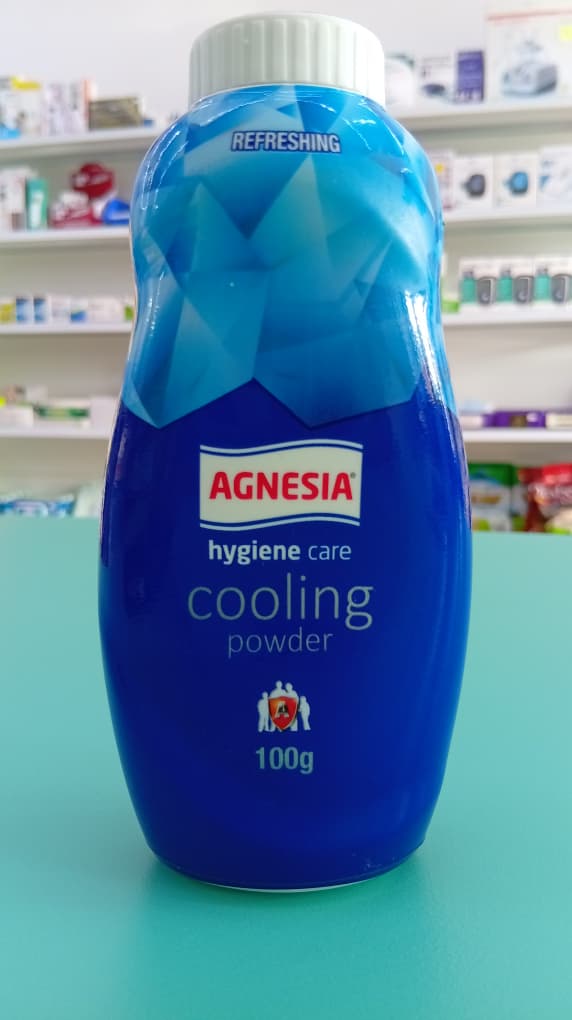 REFRESHING
AGNESIA®
hygiene care
cooling
powder
100g